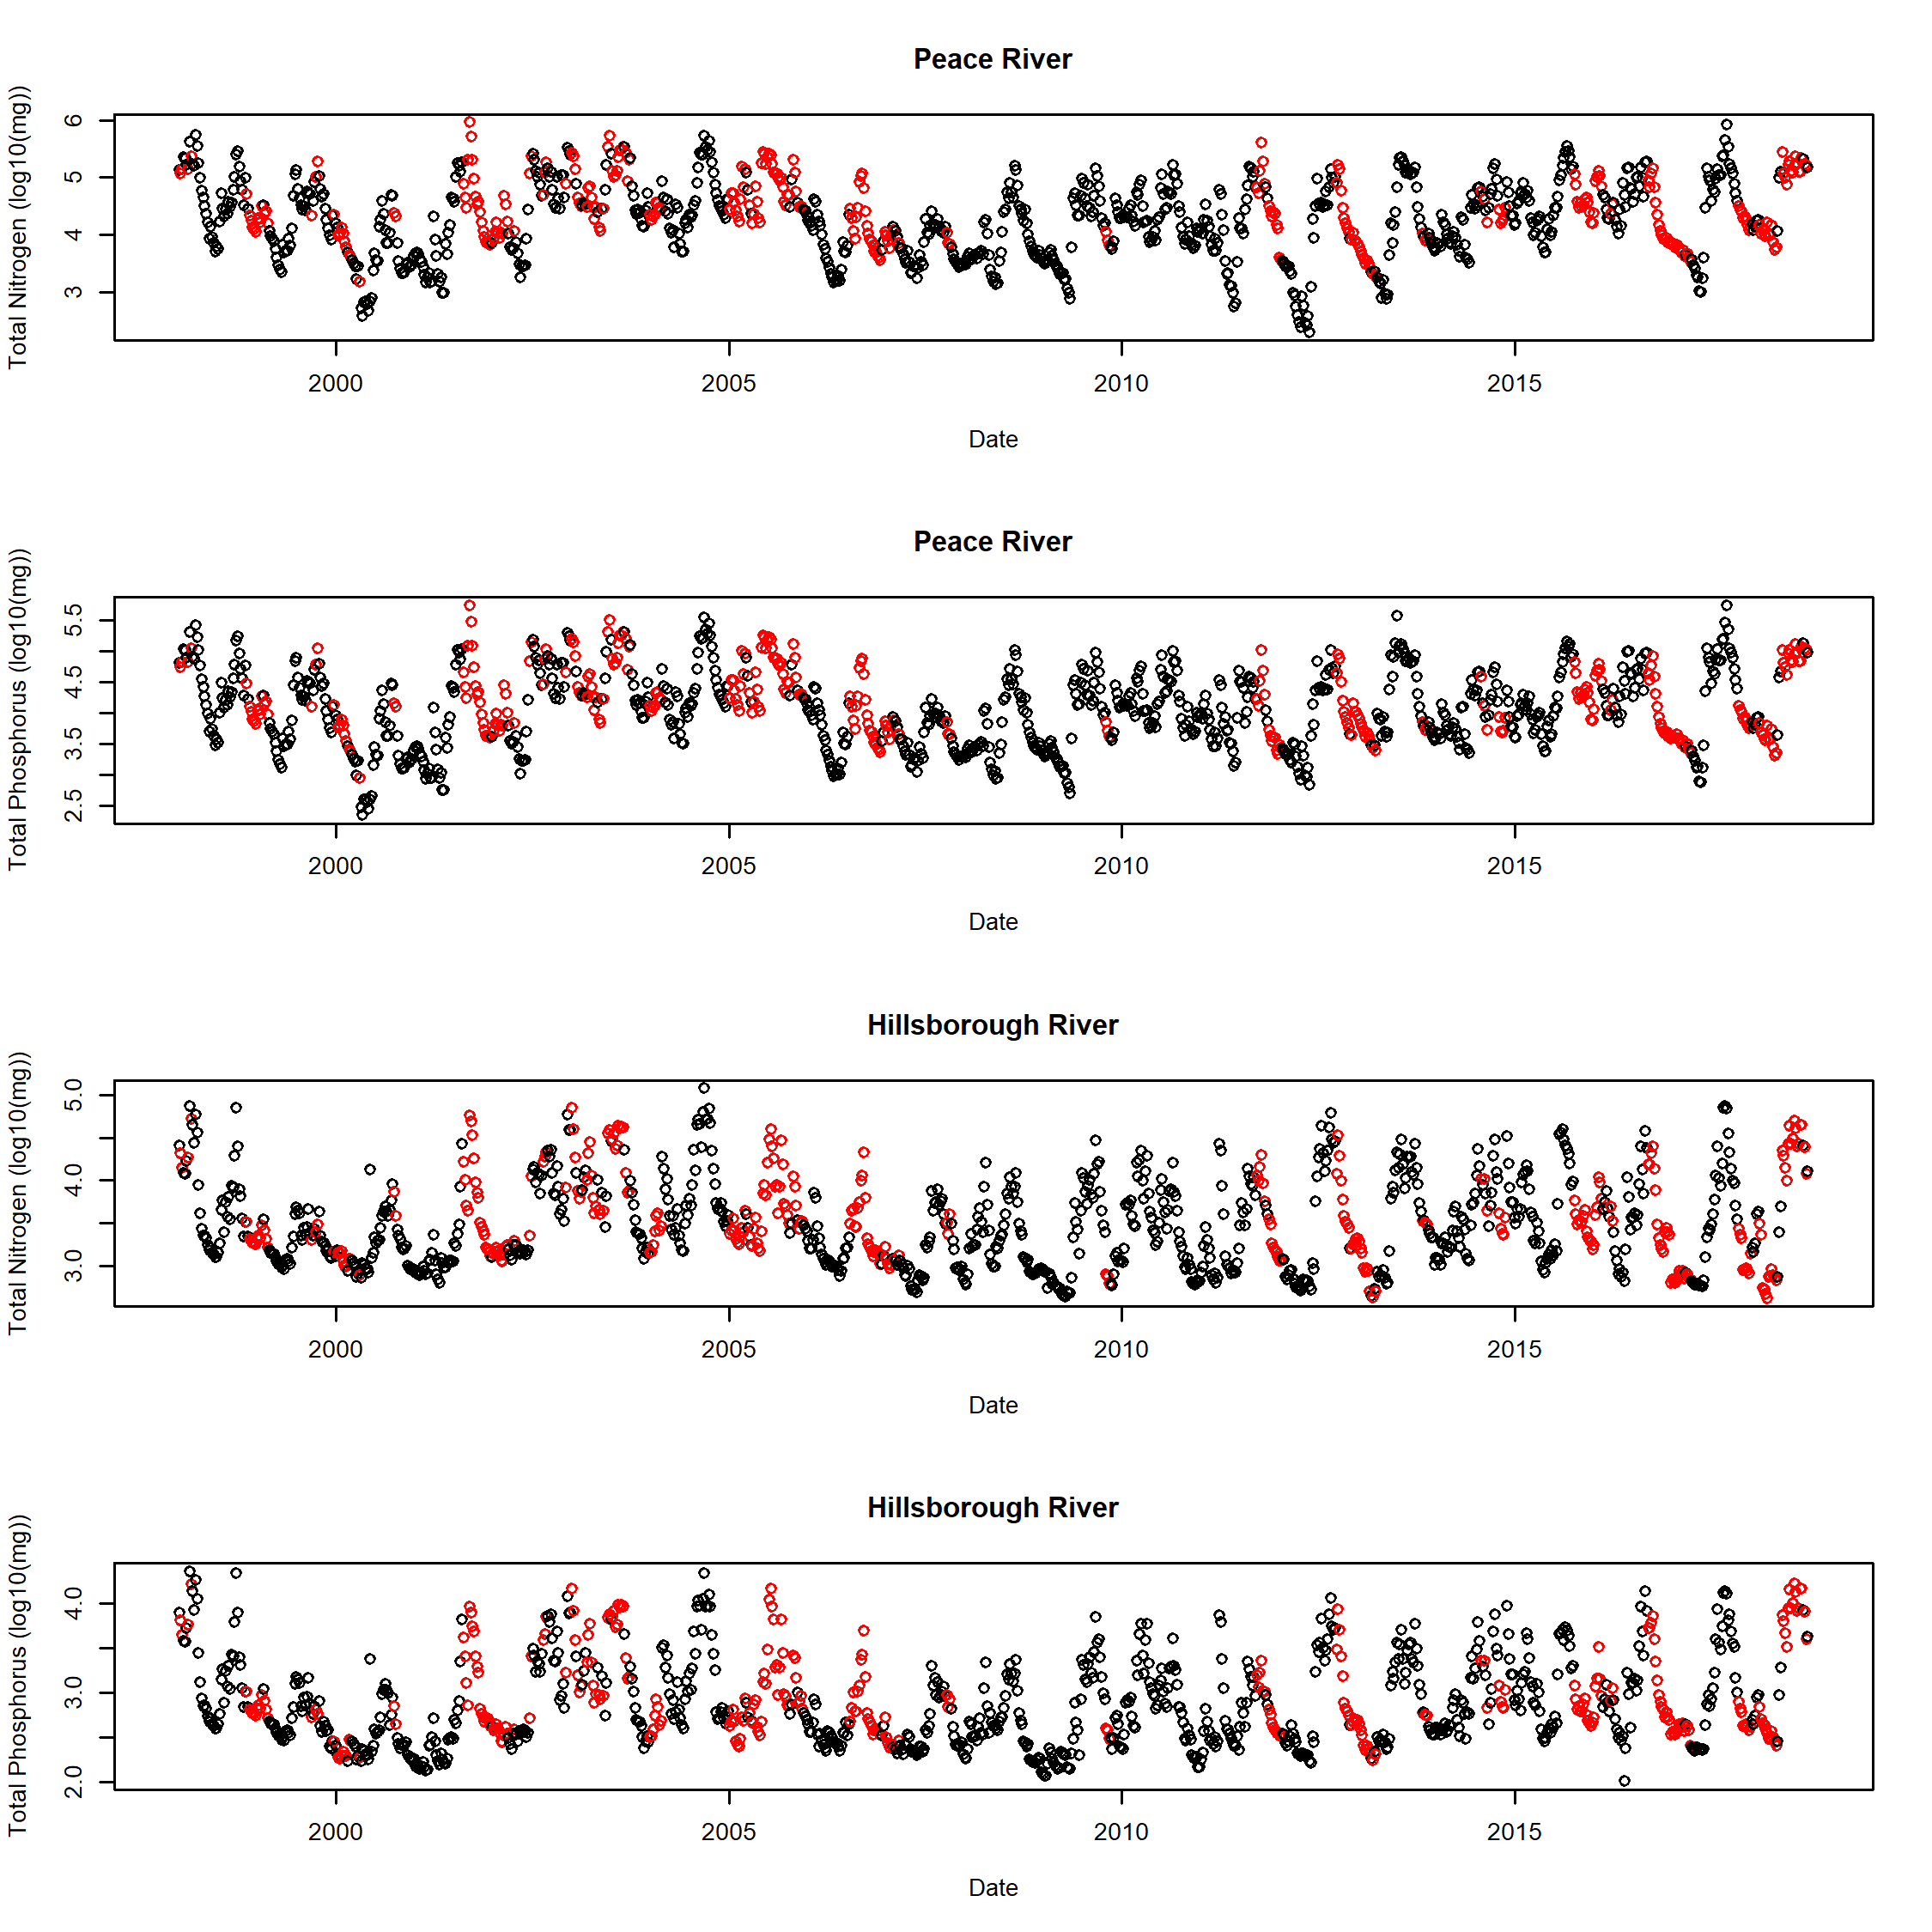 Peace River
Total Nitrogen (log10(mg))
6
5
4
3
2000 2005 2010 2015
Date
Peace River
Total Phosphorus (log10(mg))
5.5
4.5
3.5
2.5
2000 2005 2010 2015
Date
Hillsborough River
Total Nitrogen (log10(mg))
5.0
4.0
3.0
2000 2005 2010 2015
Date
Hillsborough River
Total Phosphorus (log10(mg))
4.0
3.0
2.0
2000 2005 2010 2015
Date